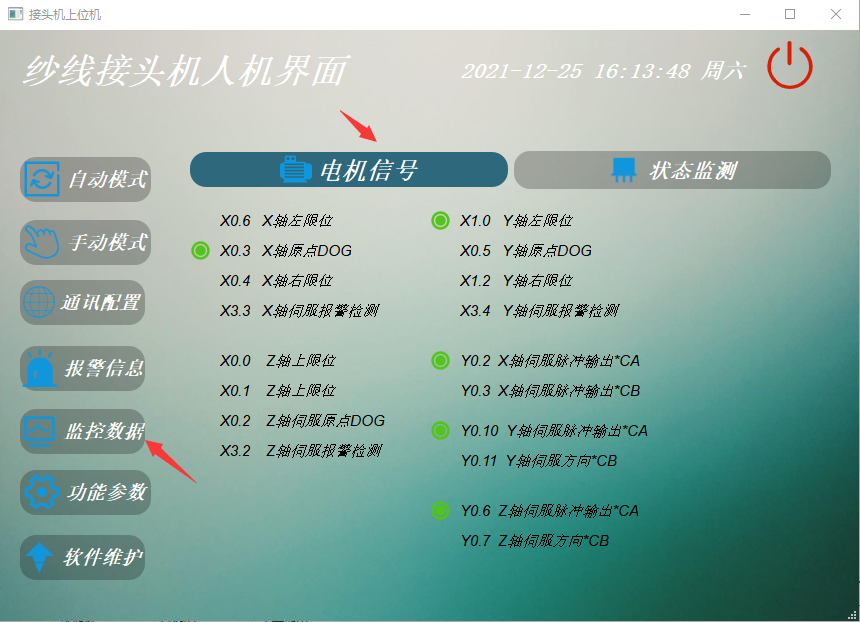 接头机上位机
纱线接头机人机界面
2021-12-25 16:13:48 周六
电机信号
状态监测
自动模式
手动模式
通讯配置
报警信息
监控数据
功能参数
软件维护
X0.6 X轴左限位
X0.3 X轴原点DOG
X0.4 X轴右限位
X3.3 X轴伺服报警检测
X1.0 Y轴左限位
X0.5 Y轴原点DOG
X1.2 Y轴右限位
X3.4 Y轴伺服报警检测
X0.0 Z轴上限位
X0.1 Z轴上限位
X0.2 Z轴伺服原点DOG
X3.2 Z轴伺服报警检测
Y0.2 X轴伺服脉冲输出*CA
Y0.3 X轴伺服脉冲输出*CB
Y0.10 Y轴伺服脉冲输出*CA
Y0.11 Y轴伺服方向*CB
Y0.6 Z轴伺服脉冲输出*CA
Y0.7 Z轴伺服方向*CB